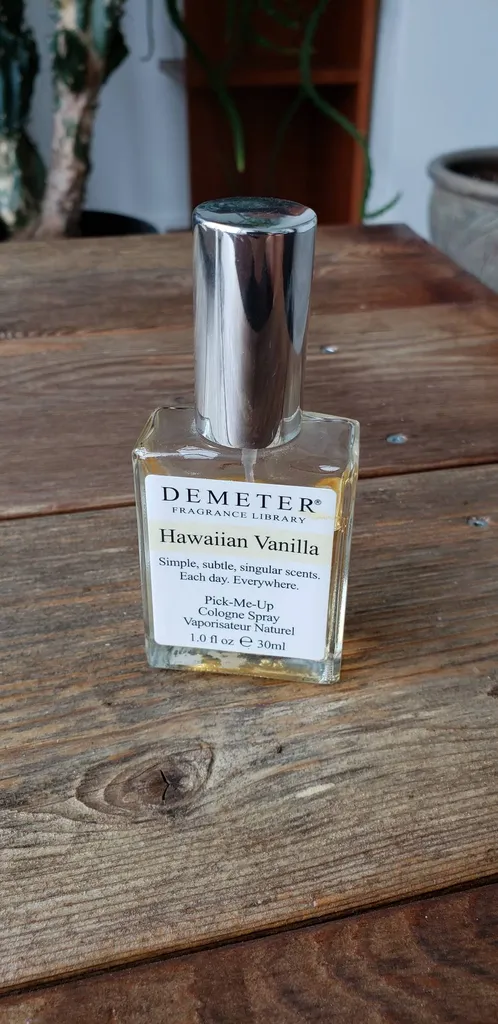 DEMETER®
FRAGRANCE LIBRARY
Hawaiian Vanilla
Simple, subtle, singular scents.
Each day. Everywhere.
Pick-Me-Up
Cologne Spray
Vaporisateur Naturel
1.0 fl oz ℮ 30ml